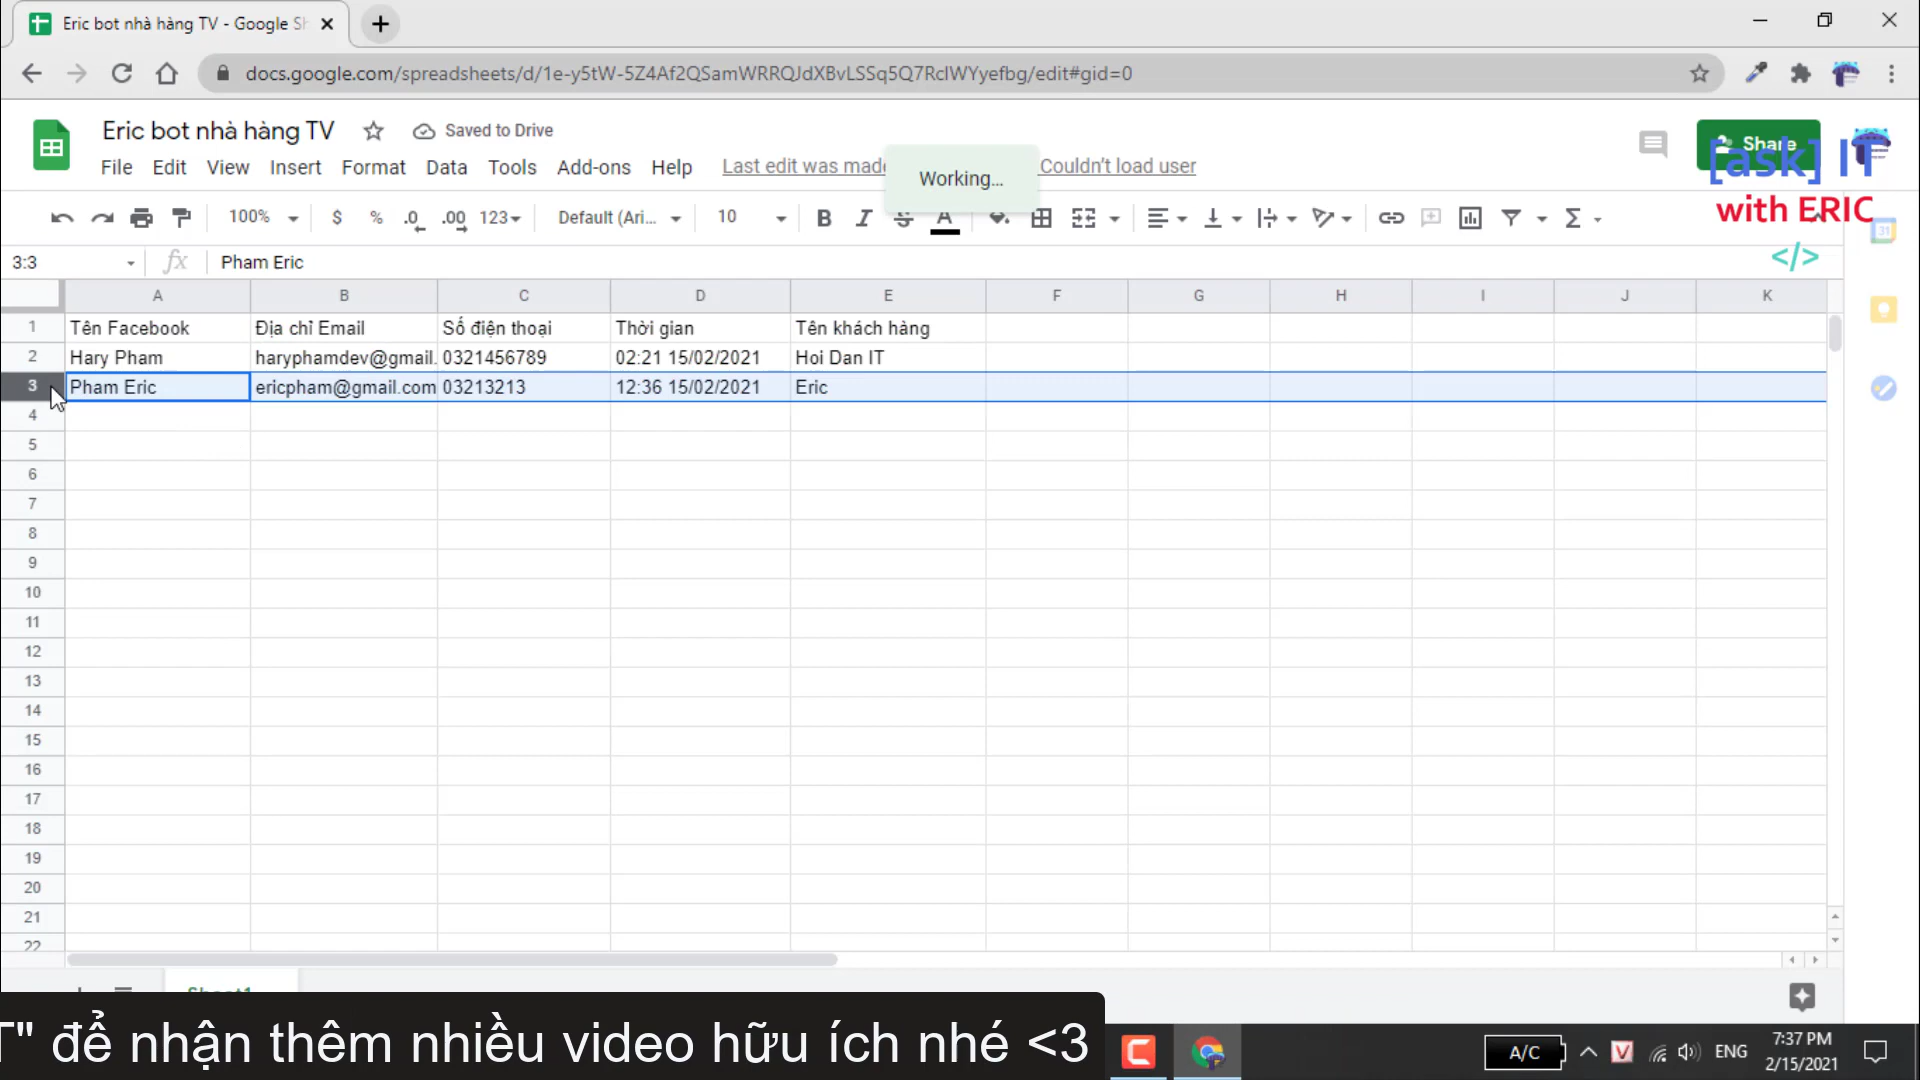 Eric bot nhà hàng TV - Google Sh
docs.google.com/spreadsheets/d/1e-y5tW-5Z4Af2QSamWRRQJdXBvLSSq5Q7RcIWYyefbg/edit#gid=0
Eric bot nhà hàng TV Saved to Drive
Share
[ask] IT
with ERIC
</>
File Edit View Insert Format Data Tools Add-ons Help Last edit was made Couldn't load user
Working...
100% $ % .0 .00 123 Default (Ari... 10 B I S A
31
3:3 fx Pham Eric
A B C D E F G H I J K
1 Tên Facebook Địa chỉ Email Số điện thoại Thời gian Tên khách hàng
2 Hary Pham haryphamdev@gmail. 0321456789 02:21 15/02/2021 Hoi Dan IT
3 Pham Eric ericpham@gmail.com 03213213 12:36 15/02/2021 Eric
4
5
6
7
8
9
10
11
12
13
14
15
16
17
18
19
20
21
22
Sheet1
T" để nhận thêm nhiều video hữu ích nhé <3
A/C V ENG 7:37 PM
2/15/2021